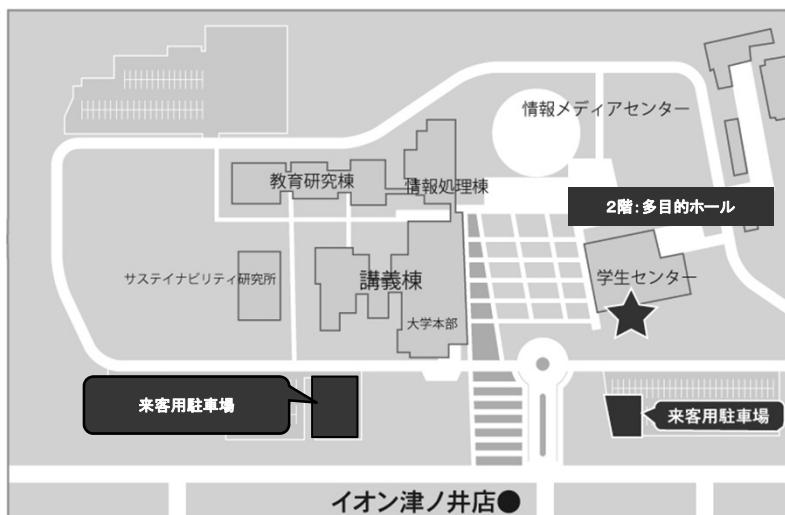 情報メディアセンター
教育研究棟
情報処理棟
2階：多目的ホール
サステイナビリティ研究所
講義棟
学生センター
大学本部
来客用駐車場
来客用駐車場
イオン津ノ井店●